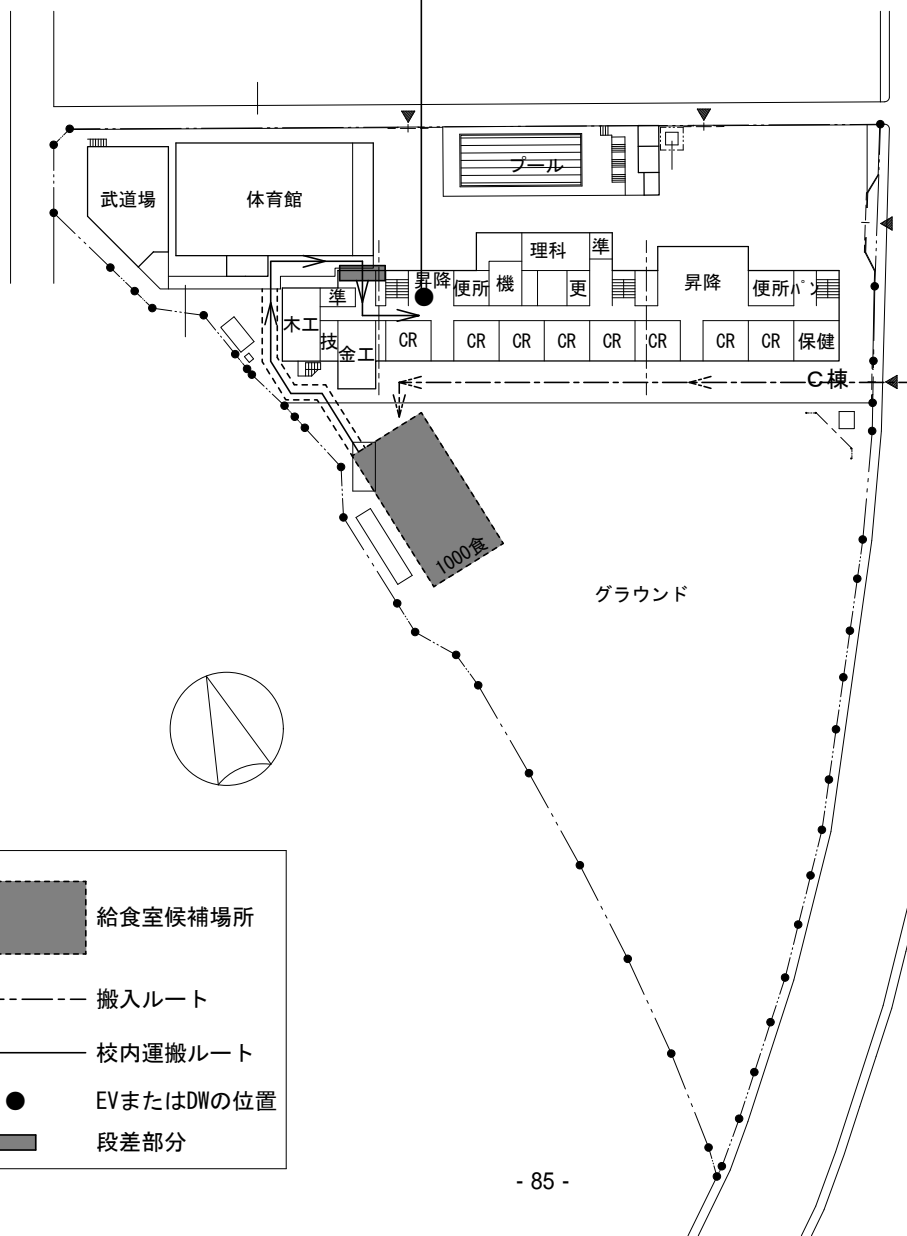 プール
武道場
体育館
理科
準
昇降
便所
機
更
昇降
便所
パン
準
木工
技
金工
CR
CR
CR
CR
CR
CR
CR
CR
保健
C棟
1000食
グラウンド
給食室候補場所
搬入ルート
校内運搬ルート
EVまたはDWの位置
段差部分
- 85 -